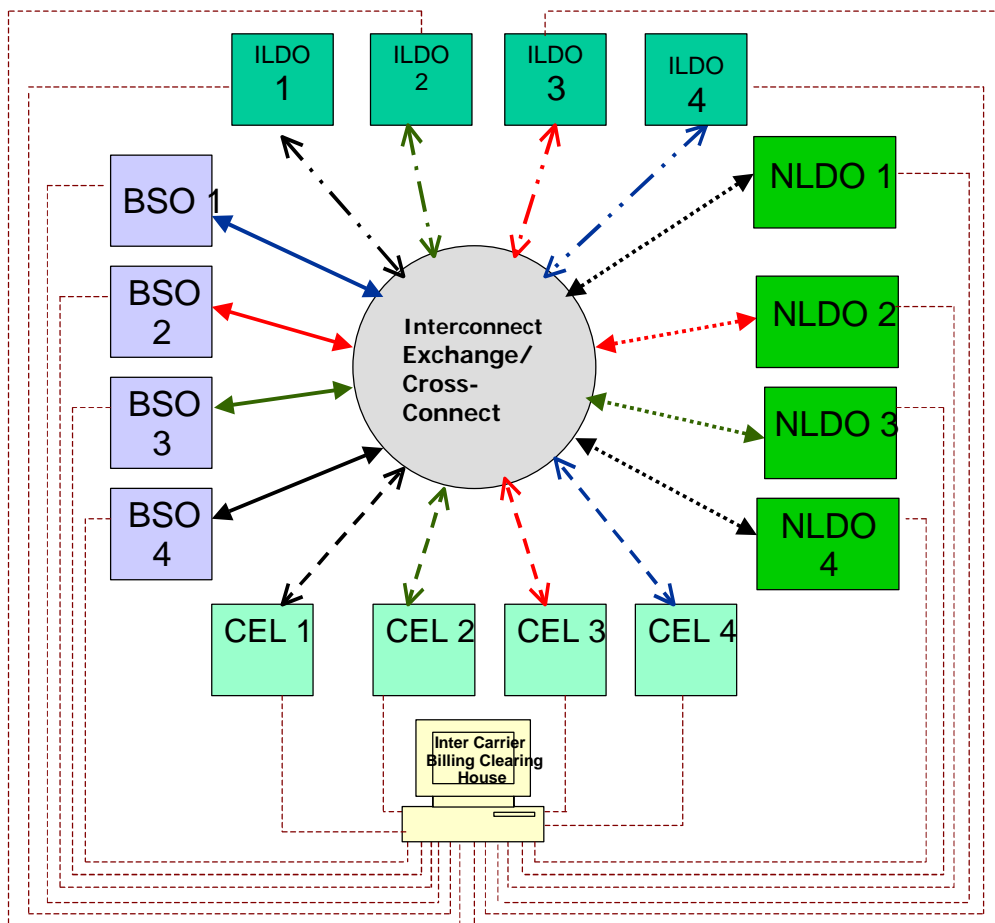 ILDO
1
ILDO
2
ILDO
3
ILDO
4
BSO 1
NLDO 1
BSO
2
NLDO 2
Interconnect
Exchange/
Cross-
Connect
BSO
3
NLDO 3
BSO
4
NLDO
4
CEL 1
CEL 2
CEL 3
CEL 4
Inter Carrier
Billing Clearing
House